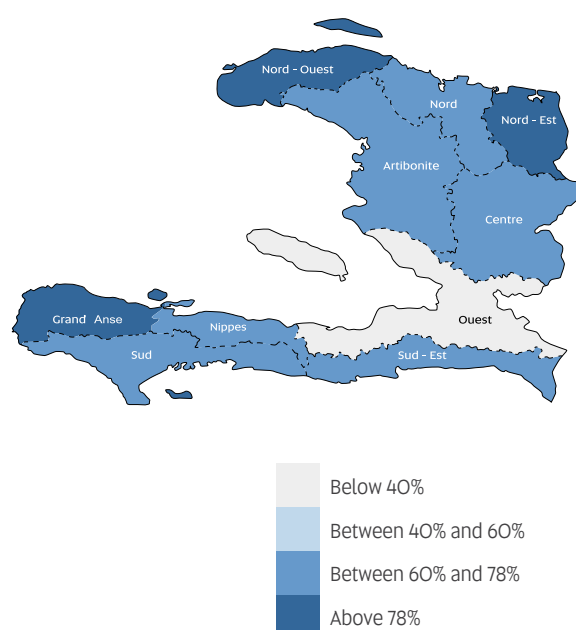 Nord - Ouest
Nord
Nord - Est
Artibonite
Centre
Grand Anse
Nippes
Ouest
Sud
Sud - Est
Below 40%
Between 40% and 60%
Between 60% and 78%
Above 78%